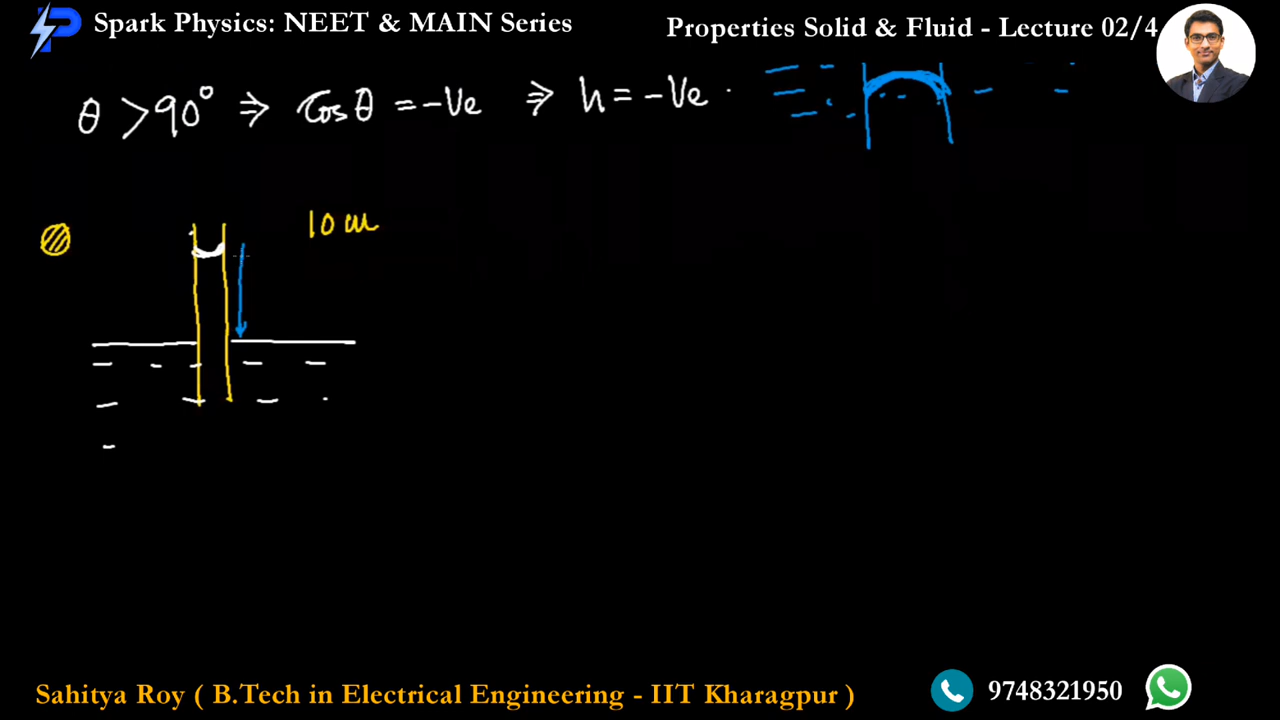 Spark Physics: NEET & MAIN Series
Properties Solid & Fluid - Lecture 02/4
θ > 90° ⇒ Cosθ = -Ve ⇒ h = -Ve .
10 cm
Sahitya Roy ( B.Tech in Electrical Engineering - IIT Kharagpur )
9748321950